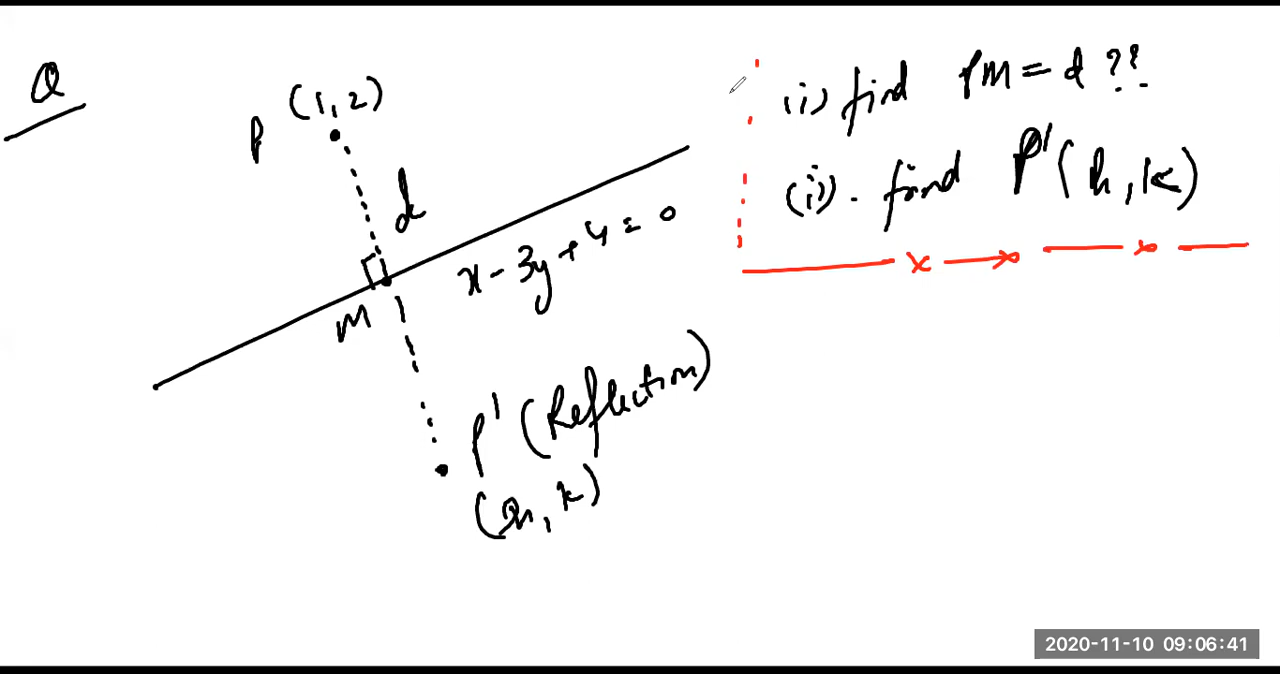 Q
P (1,2)
d
x - 3y + 4 = 0
M
P' (Reflection)
(h, k)
(i) find PM = d ??
(ii). find P'(h, k)
2020-11-10 09:06:41